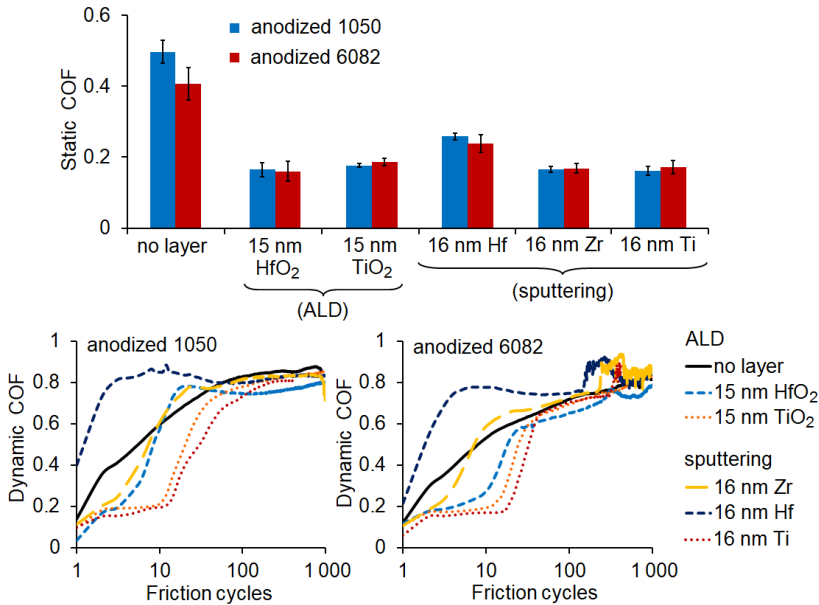 0.6
0.4
0.2
0
Static COF
anodized 1050
anodized 6082
no layer
15 nm
HfO₂
15 nm
TiO₂
16 nm Hf
16 nm Zr
16 nm Ti
(ALD)
(sputtering)
1
0.8
0.6
0.4
0.2
0
Dynamic COF
anodized 1050
1
10
100
1 000
Friction cycles
1
0.8
0.6
0.4
0.2
0
Dynamic COF
anodized 6082
1
10
100
1 000
Friction cycles
ALD
no layer
15 nm HfO₂
15 nm TiO₂
sputtering
16 nm Zr
16 nm Hf
16 nm Ti